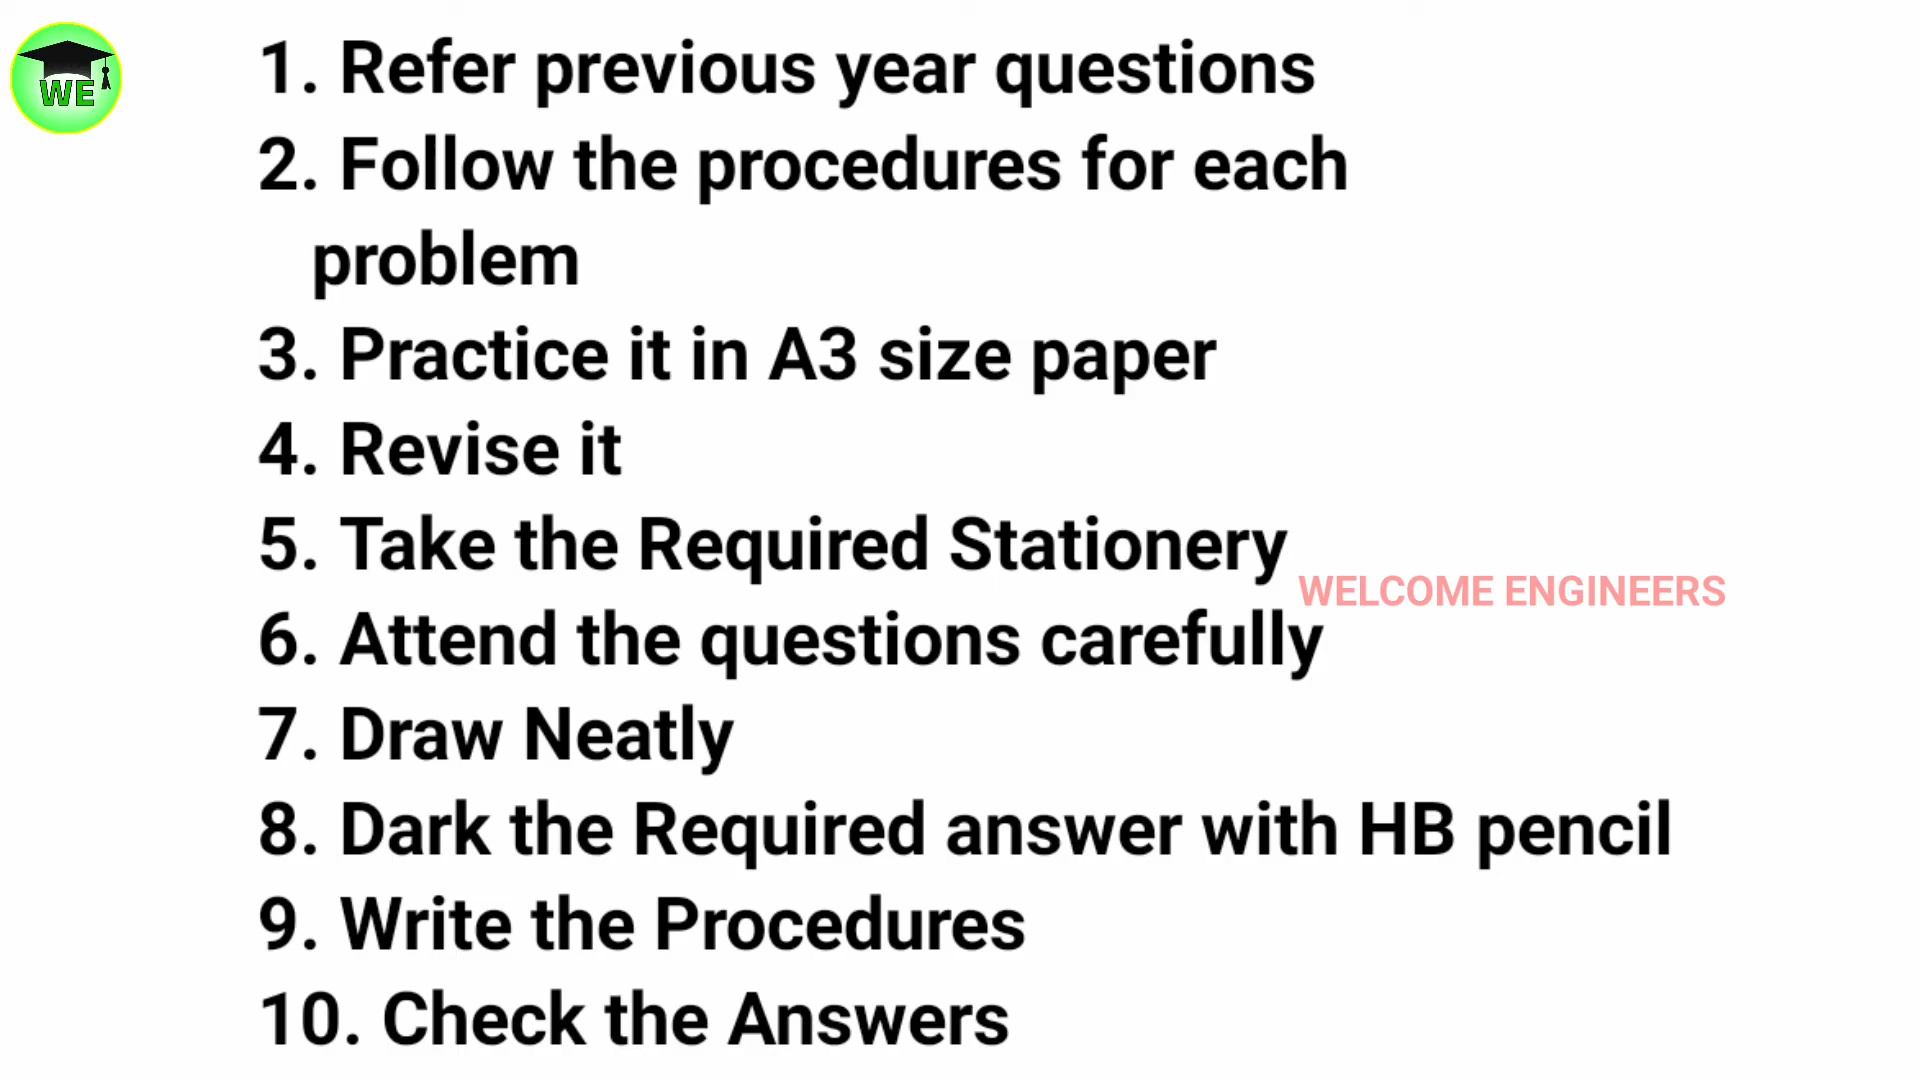 WE
1. Refer previous year questions
2. Follow the procedures for each
problem
3. Practice it in A3 size paper
4. Revise it
5. Take the Required Stationery
WELCOME ENGINEERS
6. Attend the questions carefully
7. Draw Neatly
8. Dark the Required answer with HB pencil
9. Write the Procedures
10. Check the Answers